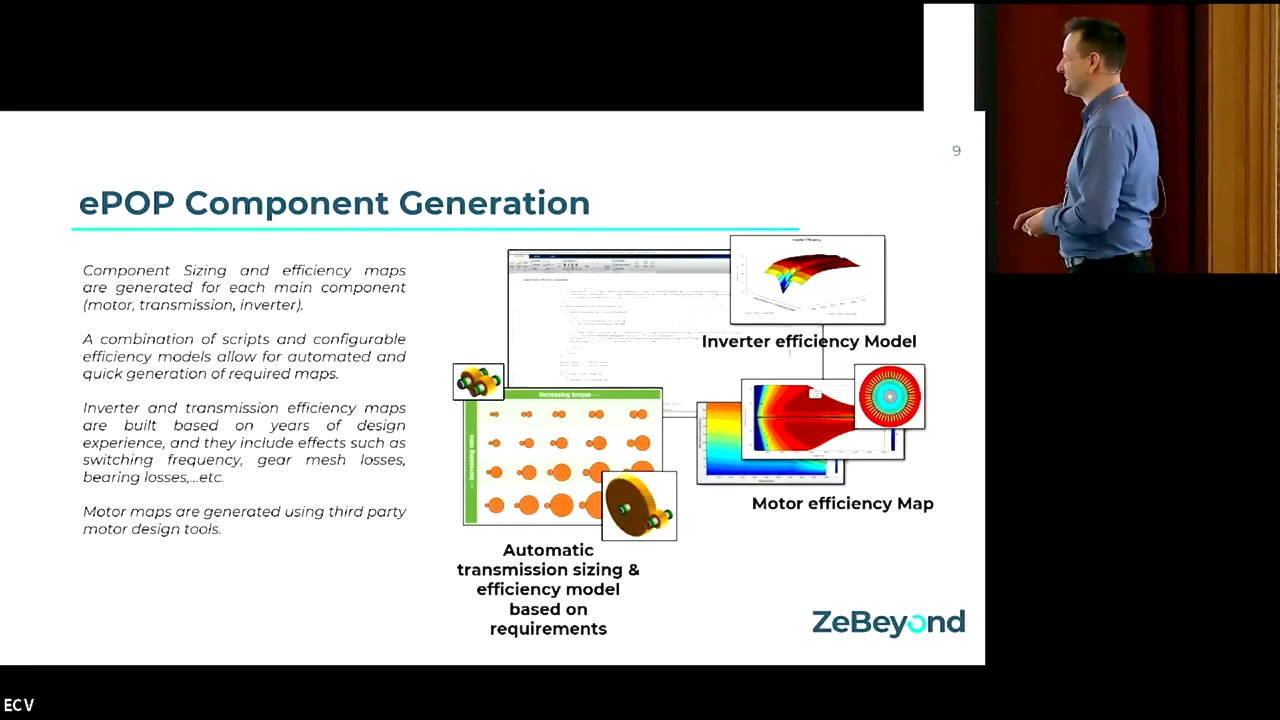 9
ePOP Component Generation
Component Sizing and efficiency maps
are generated for each main component
(motor, transmission, inverter).
A combination of scripts and configurable
efficiency models allow for automated and
quick generation of required maps.
Inverter and transmission efficiency maps
are built based on years of design
experience, and they include effects such as
switching frequency, gear mesh losses,
bearing losses,...etc.
Motor maps are generated using third party
motor design tools.
Inverter Efficiency
Inverter efficiency Model
Increasing torque
Increasing ratio
Motor efficiency Map
Automatic
transmission sizing &
efficiency model
based on
requirements
ZeBeyond
ECV